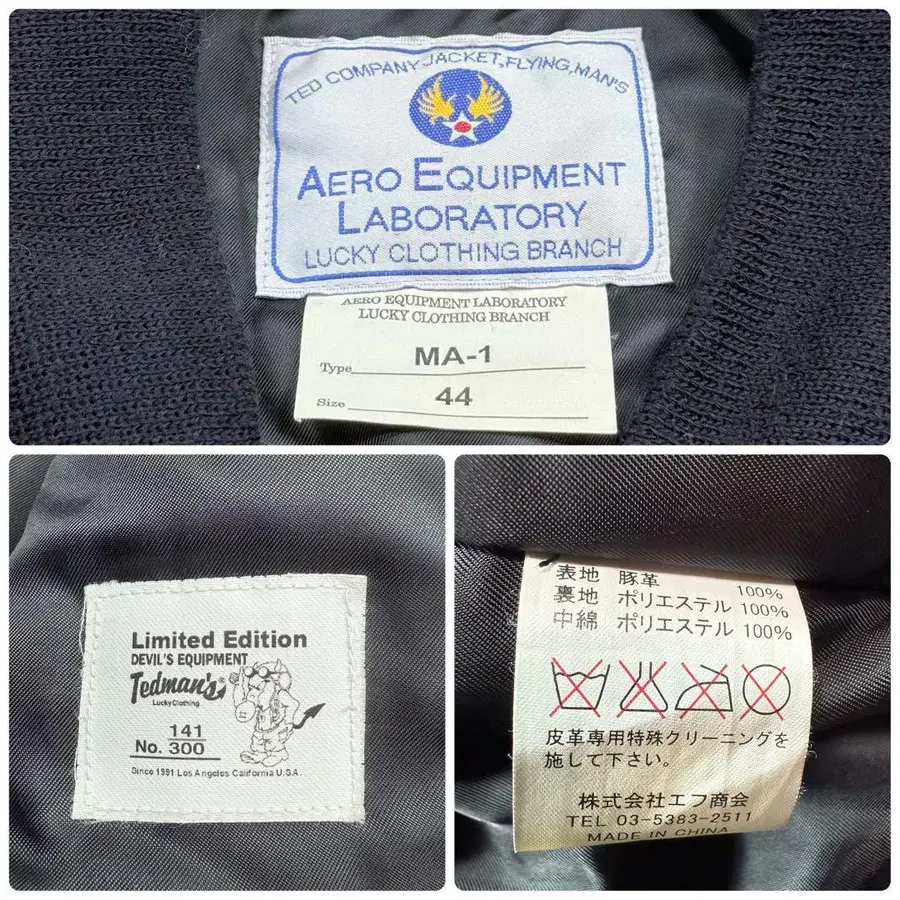 TED COMPANY JACKET, FLYING, MAN'S
AERO EQUIPMENT
LABORATORY
LUCKY CLOTHING BRANCH
AERO EQUIPMENT LABORATORY
LUCKY CLOTHING BRANCH
Type MA-1
Size 44
Limited Edition
DEVIL'S EQUIPMENT
Tedman's®
Lucky Clothing
141
No. 300
Since 1991 Los Angeles California U.S.A.
表地 豚革 100%
裏地 ポリエステル 100%
中綿 ポリエステル 100%
皮革専用特殊クリーニングを
施して下さい。
株式会社エフ商会
TEL 03-5383-2511
MADE IN CHINA